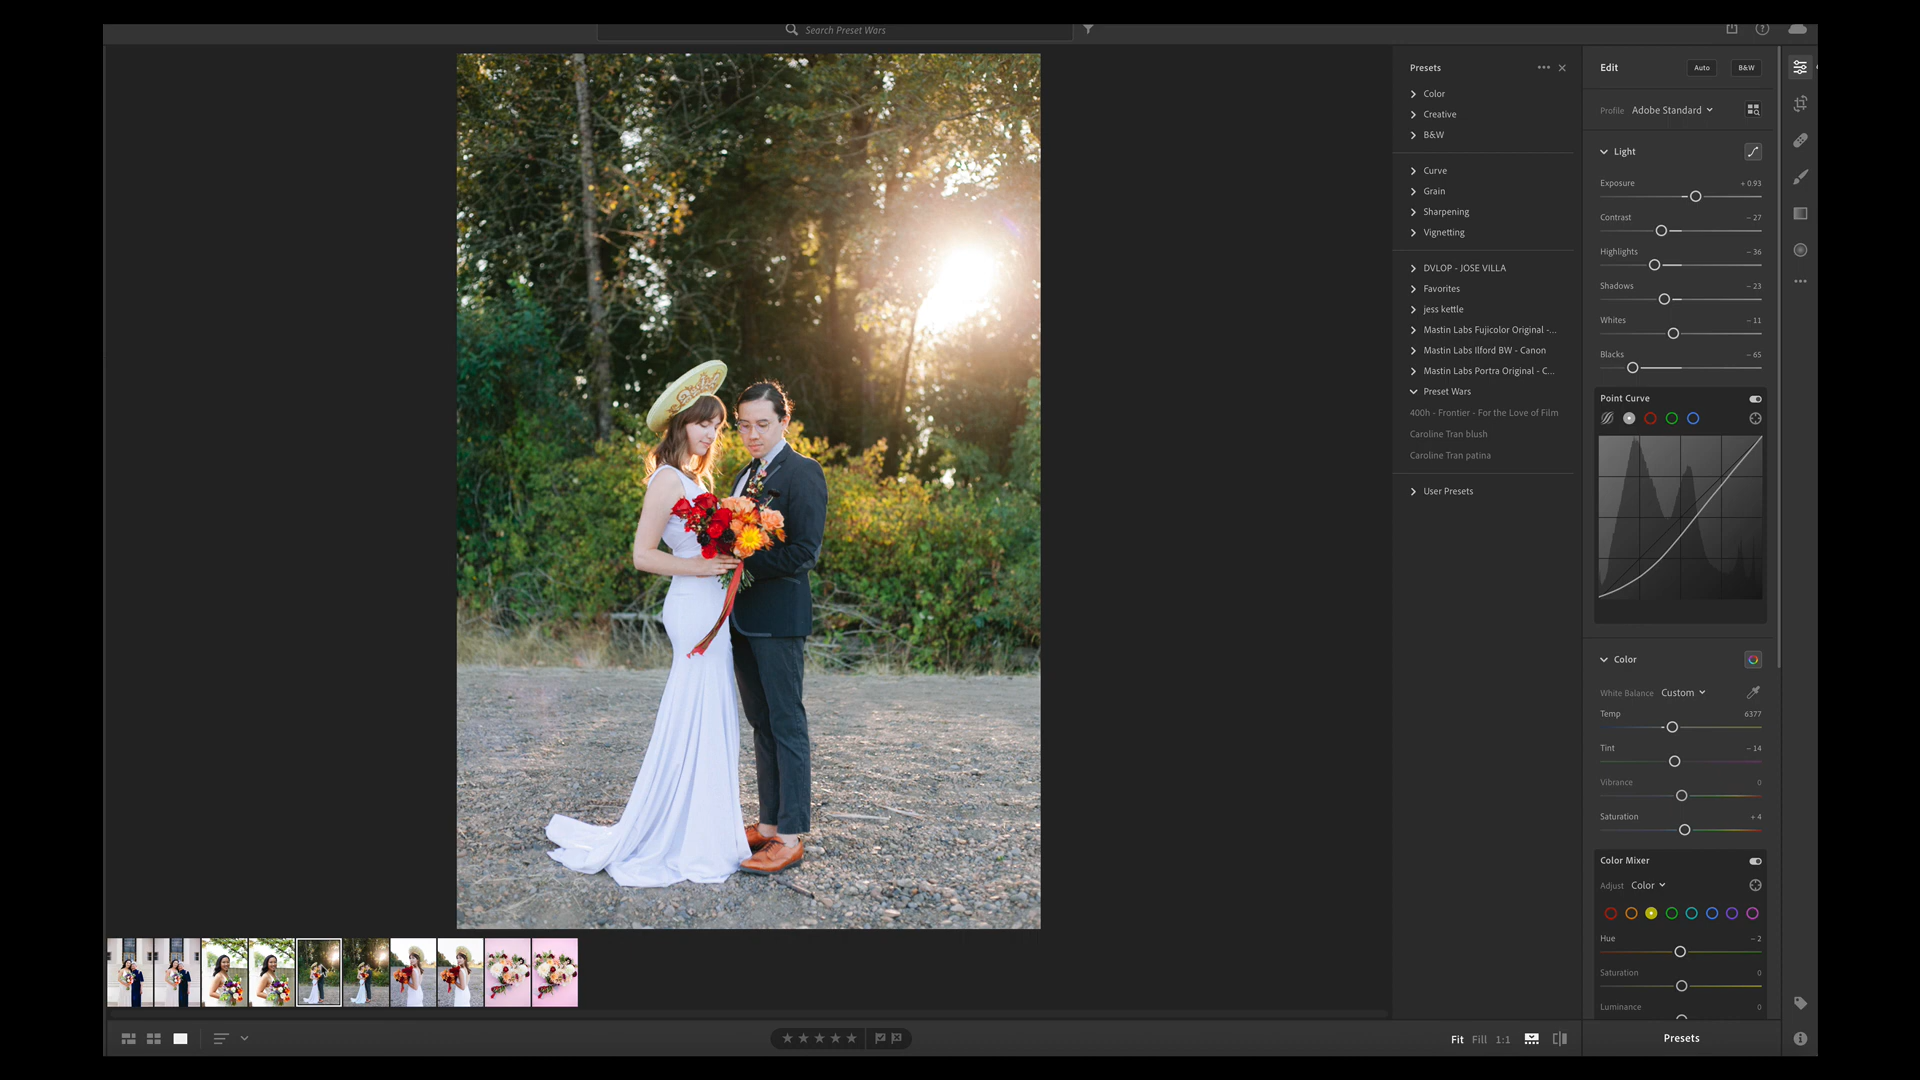 Search Preset Wars
Presets
Color
Creative
B&W
Curve
Grain
Sharpening
Vignetting
DVLOP - JOSE VILLA
Favorites
jess kettle
Mastin Labs Fujicolor Original -...
Mastin Labs Ilford BW - Canon
Mastin Labs Portra Original - C...
Preset Wars
400h - Frontier - For the Love of Film
Caroline Tran blush
Caroline Tran patina
User Presets
Edit Auto B&W
Profile Adobe Standard
Light
Exposure + 0.93
Contrast − 27
Highlights − 36
Shadows − 23
Whites − 11
Blacks − 65
Point Curve
Color
White Balance Custom
Temp 6377
Tint − 14
Vibrance 0
Saturation + 4
Color Mixer
Adjust Color
Hue − 2
Saturation 0
Luminance 0
Fit Fill 1:1
Presets